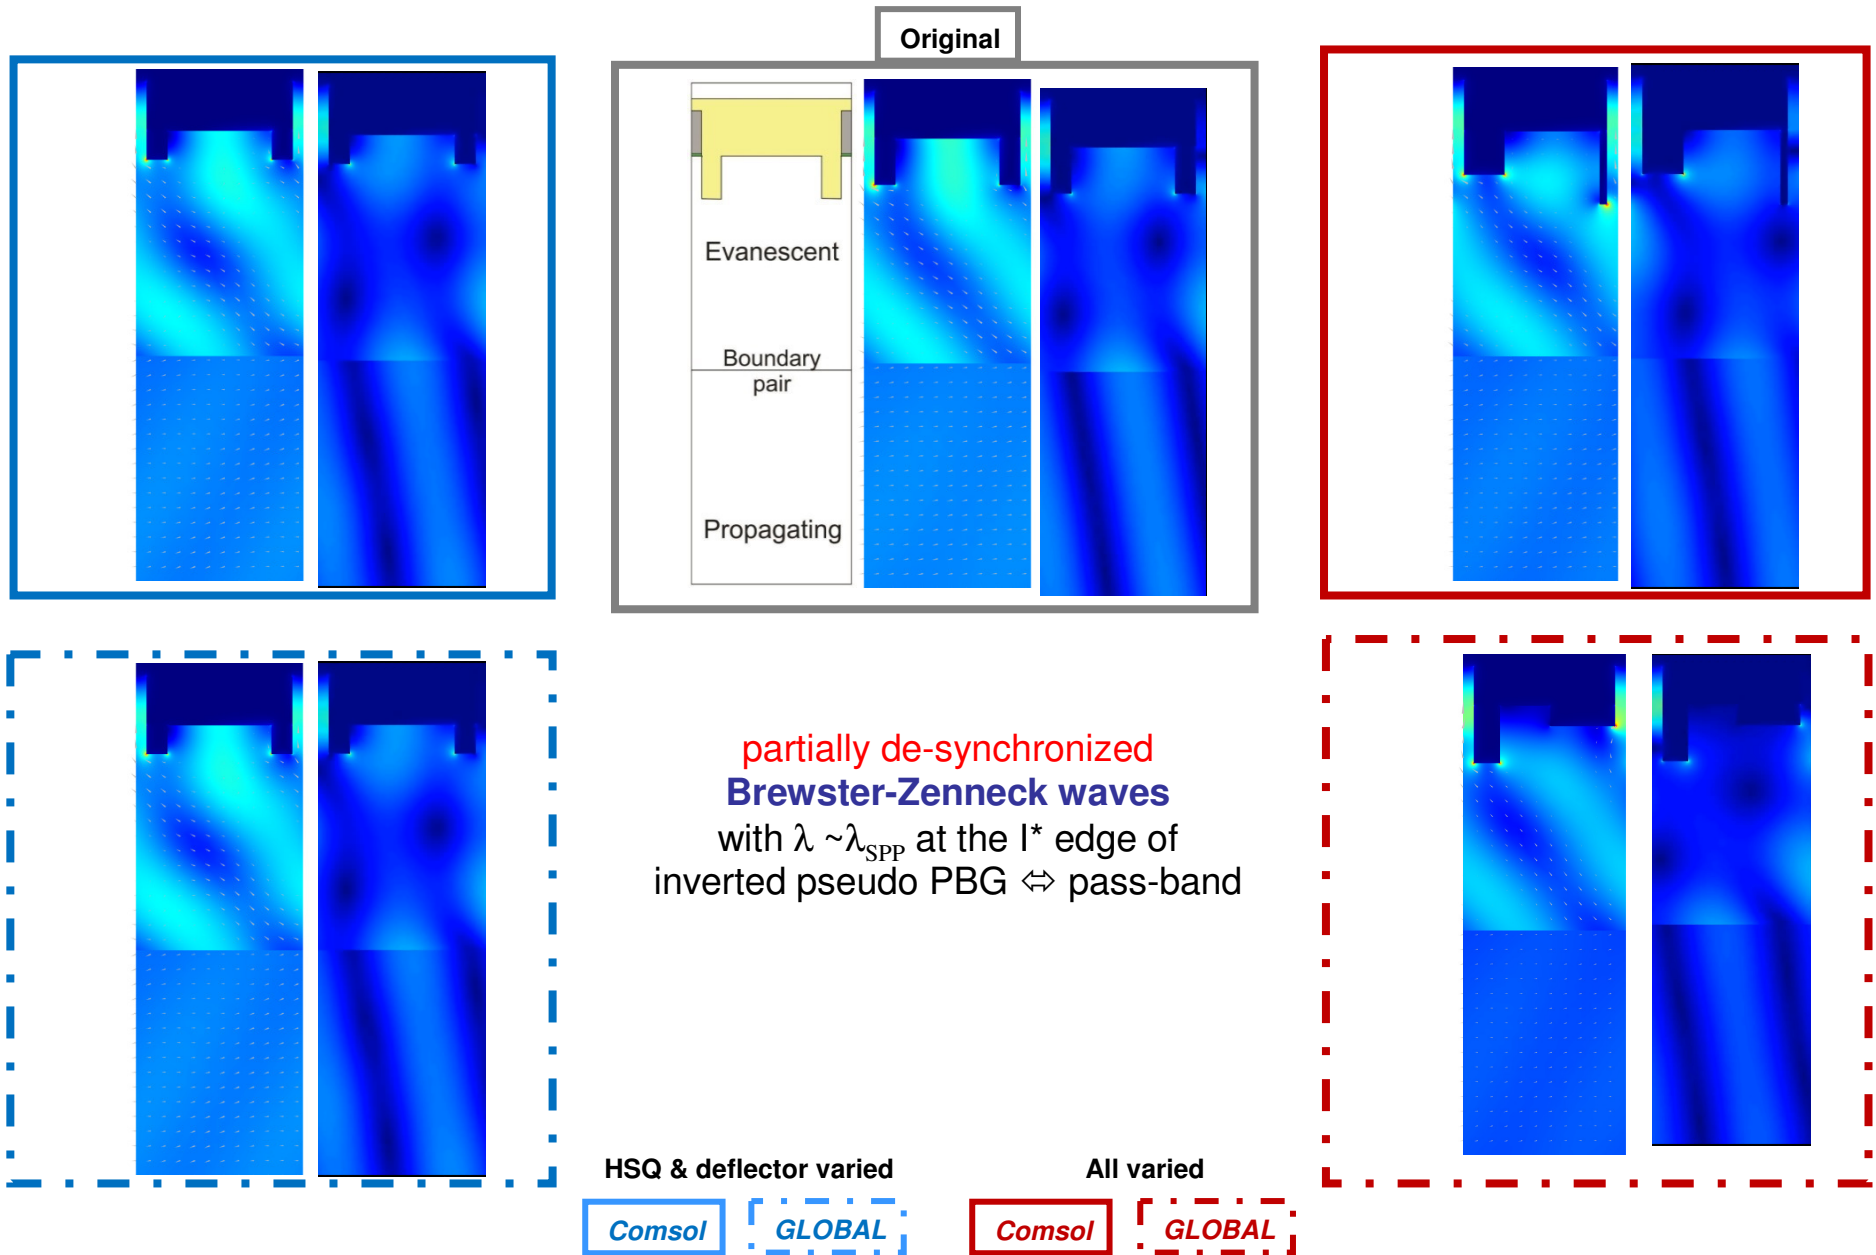 Original
Evanescent
Boundary
pair
Propagating
partially de-synchronized
Brewster-Zenneck waves
with λ ~λSPP at the I* edge of
inverted pseudo PBG ⇔ pass-band
HSQ & deflector varied
All varied
Comsol
GLOBAL
Comsol
GLOBAL